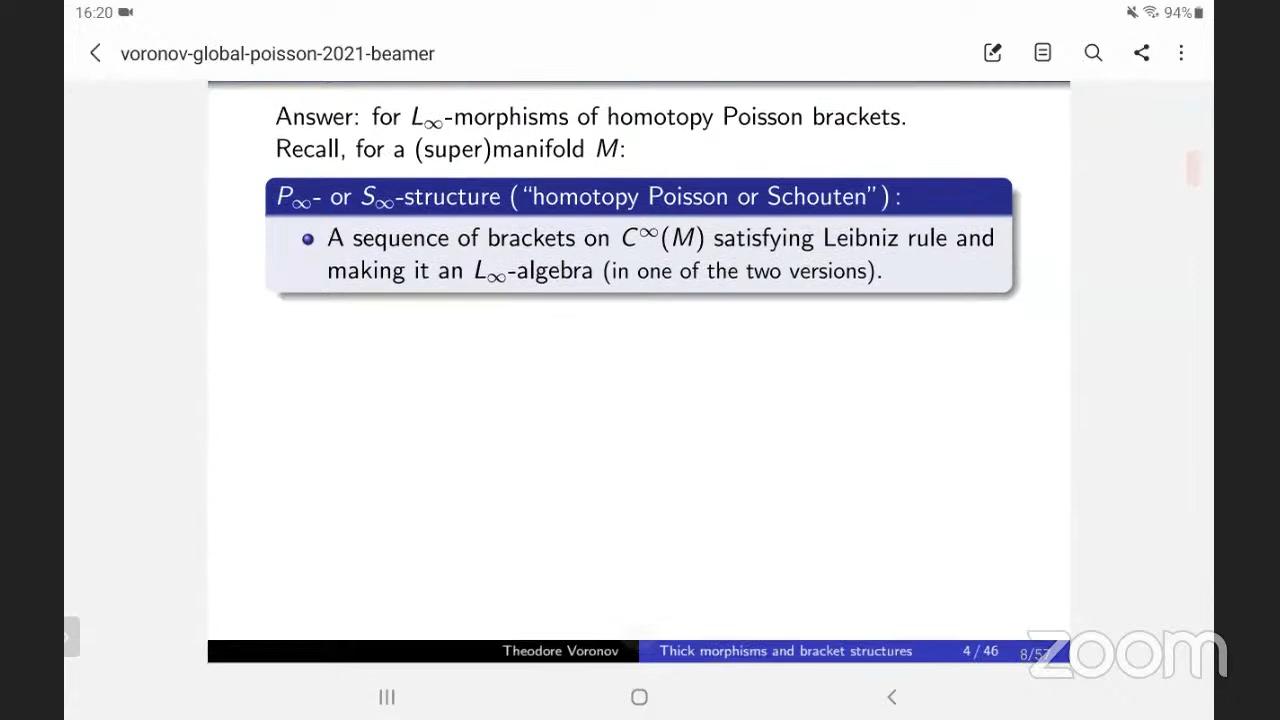 16:20
94%
voronov-global-poisson-2021-beamer
Answer: for L∞-morphisms of homotopy Poisson brackets.
Recall, for a (super)manifold M:
P∞- or S∞-structure (“homotopy Poisson or Schouten”):
A sequence of brackets on C∞(M) satisfying Leibniz rule and
making it an L∞-algebra (in one of the two versions).
Theodore Voronov
Thick morphisms and bracket structures
4 / 46
zoom